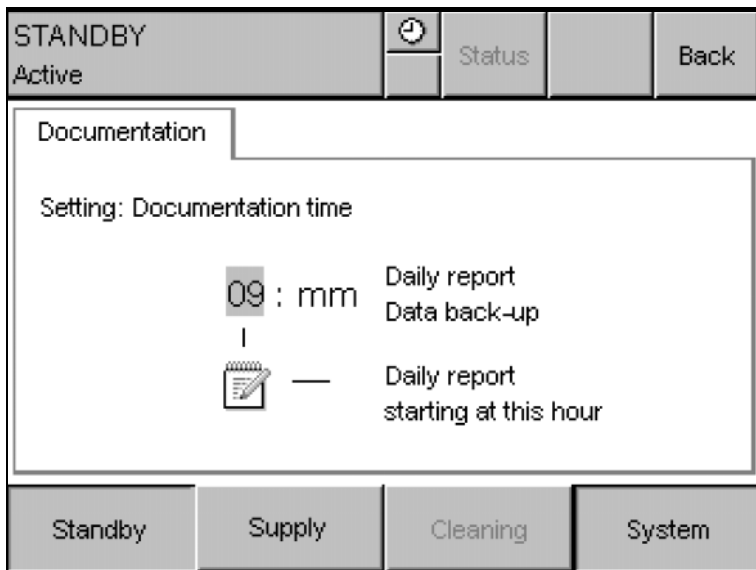 STANDBY
Active
Status
Back
Documentation
Setting: Documentation time
09 : mm
Daily report
Data back-up
Daily report
starting at this hour
Standby
Supply
Cleaning
System